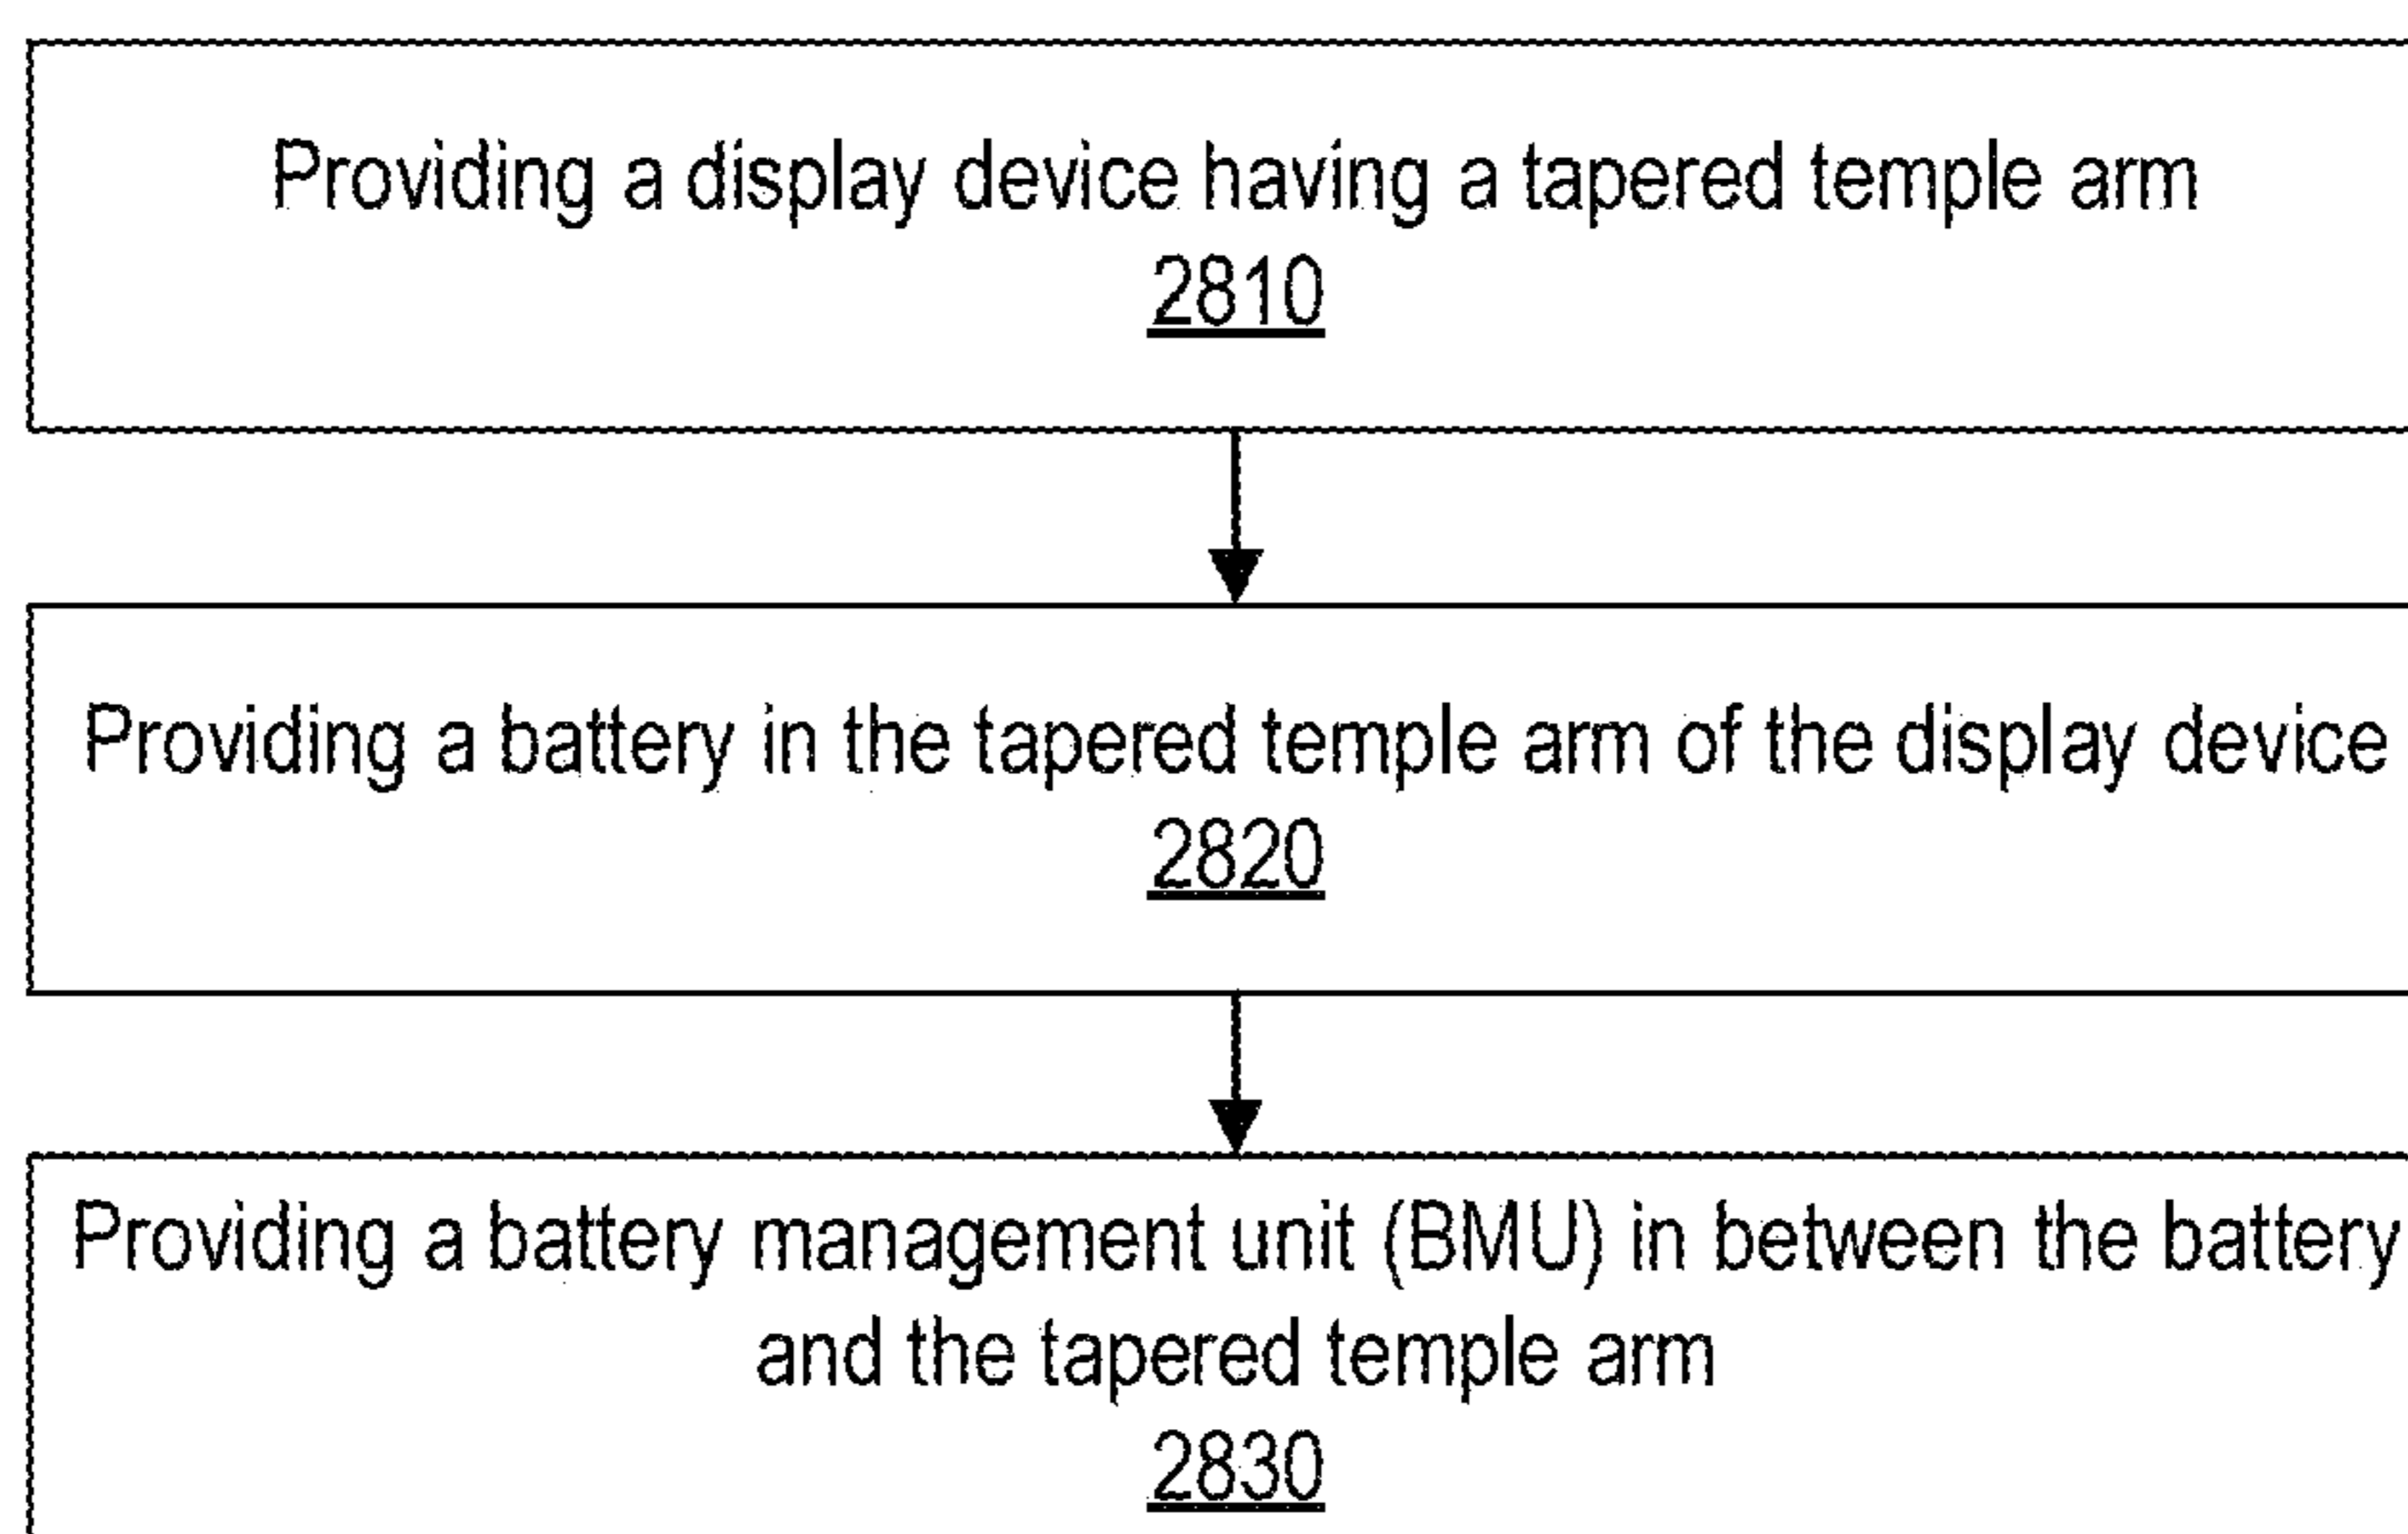 Providing a display device having a tapered temple arm
2810
Providing a battery in the tapered temple arm of the display device
2820
Providing a battery management unit (BMU) in between the battery
and the tapered temple arm
2830